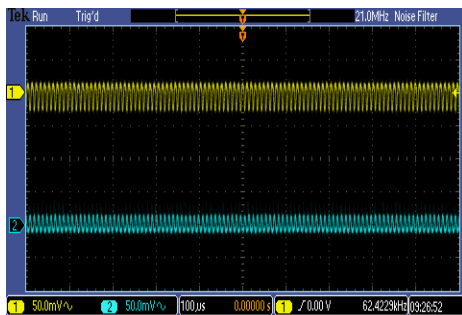 Tek Run Trig'd 21.0MHz Noise Filter
1
2
1 50.0mV 2 50.0mV 100µs 0.00000 s 1 0.00 V 62.4229kHz 09:26:52